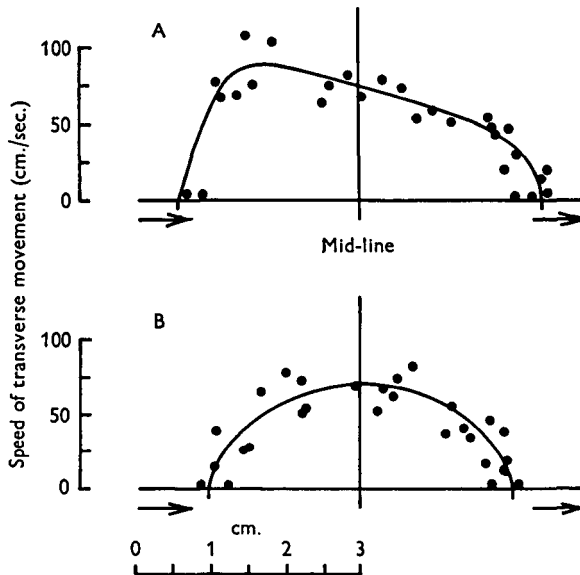 A
100
50
0
Mid-line
Speed of transverse movement (cm./sec.)
B
100
50
0
cm.
0 1 2 3